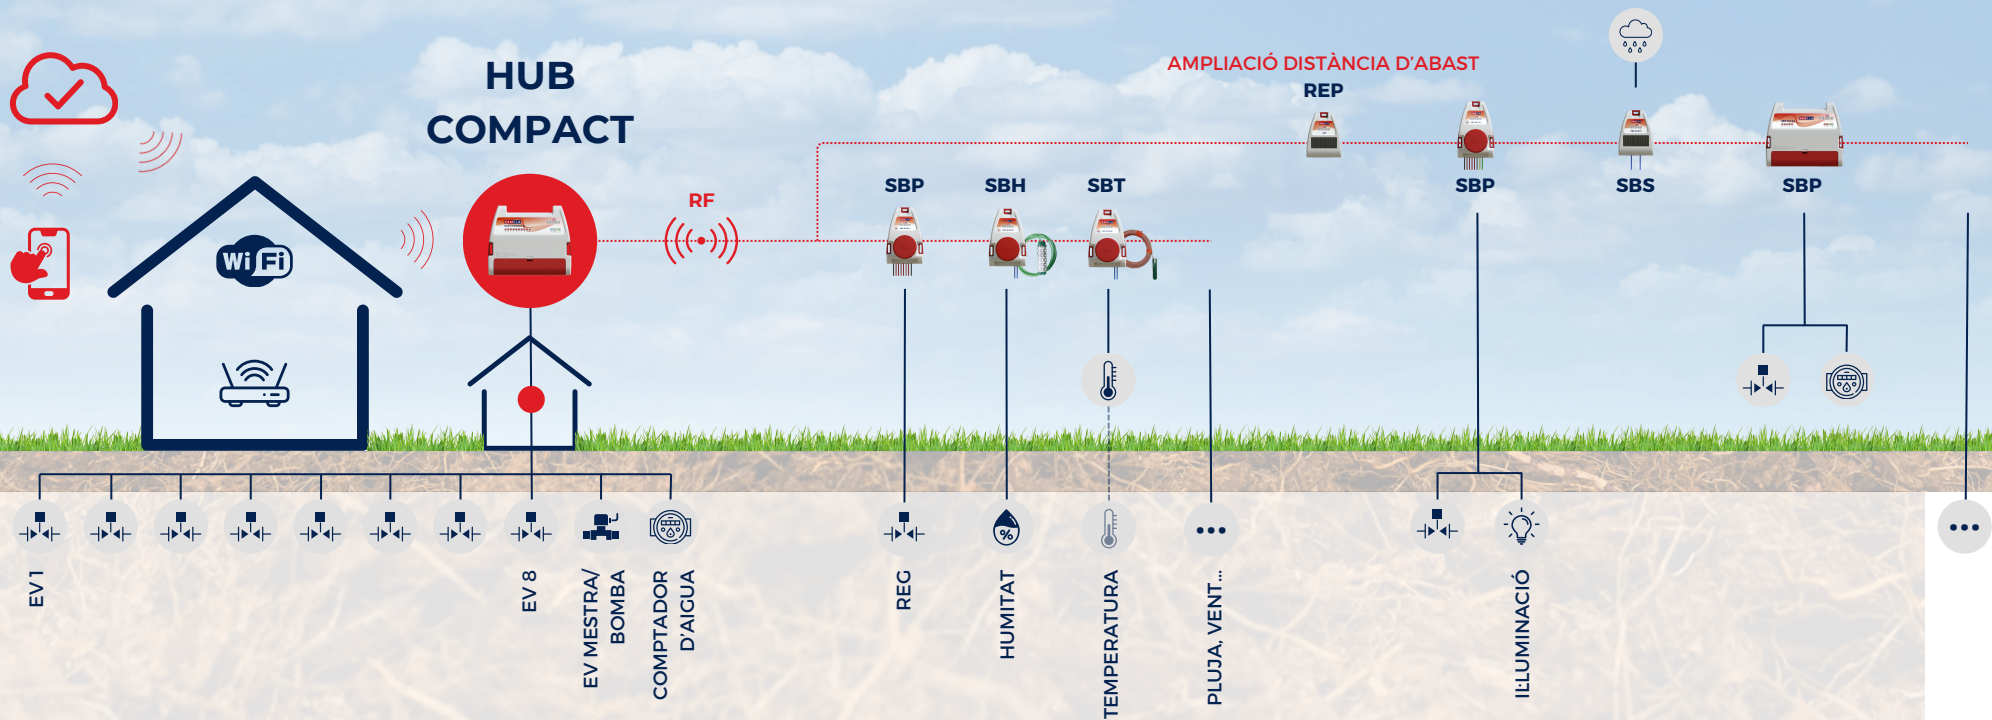 HUB
COMPACT
AMPLIACIÓ DISTÀNCIA D'ABAST
REP
RF
SBP
SBH
SBT
SBP
SBS
SBP
Wi Fi
EV 1
EV 8
EV MESTRA/
BOMBA
COMPTADOR
D'AIGUA
REG
%
HUMITAT
TEMPERATURA
PLUJA, VENT...
IL·LUMINACIÓ